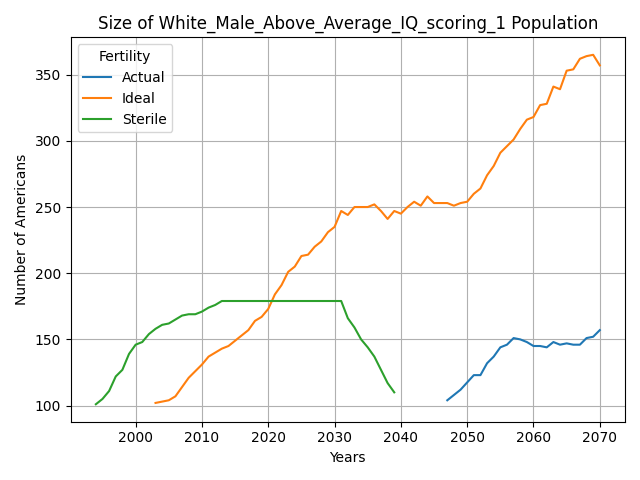 Size of White_Male_Above_Average_IQ_scoring_1 Population
Fertility
Actual
Ideal
Sterile
Number of Americans
350
300
250
200
150
100
2000 2010 2020 2030 2040 2050 2060 2070
Years